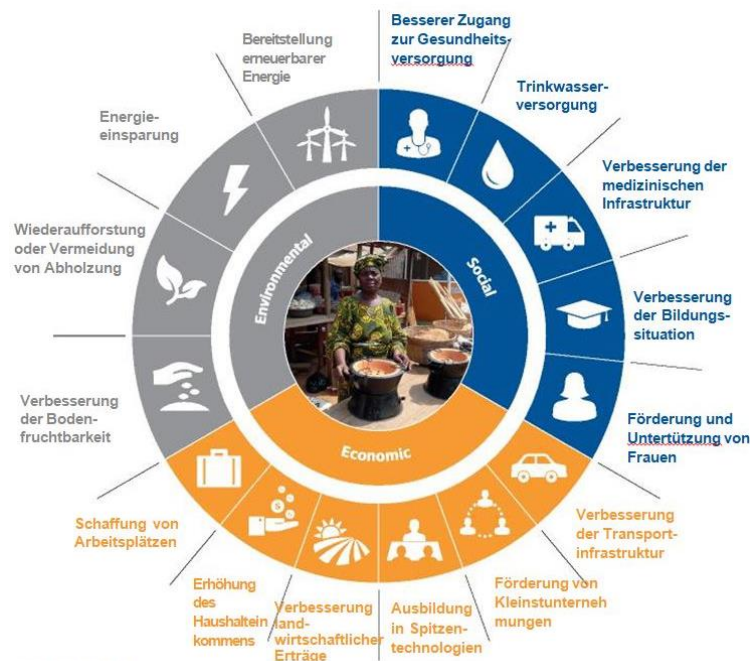 Bereitstellung
erneuerbarer
Energie
Besserer Zugang
zur Gesundheits-
versorgung
Trinkwasser-
versorgung
Verbesserung der
medizinischen
Infrastruktur
Verbesserung
der Bildungs-
situation
Förderung und
Untertützung von
Frauen
Verbesserung
der Transport-
infrastruktur
Förderung von
Kleinstunterneh
mungen
Ausbildung
in Spitzen-
technologien
Verbesserung
land-
wirtschaftlicher
Erträge
Erhöhung
des
Haushaltein
kommens
Schaffung von
Arbeitsplätzen
Verbesserung
der Boden-
fruchtbarkeit
Wiederaufforstung
oder Vermeidung
von Abholzung
Energie-
einsparung
Environmental
Social
Economic